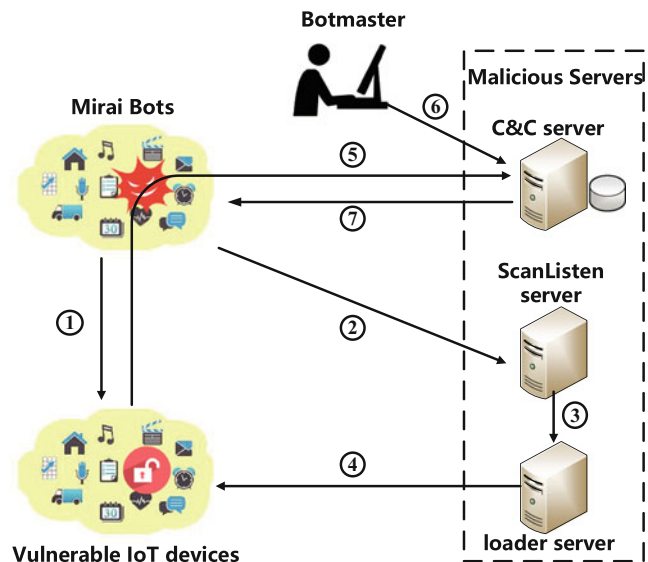 Botmaster
Malicious Servers
Mirai Bots
⑥
C&C server
⑤
⑦
30
ScanListen
server
①
②
③
④
30
loader server
Vulnerable IoT devices